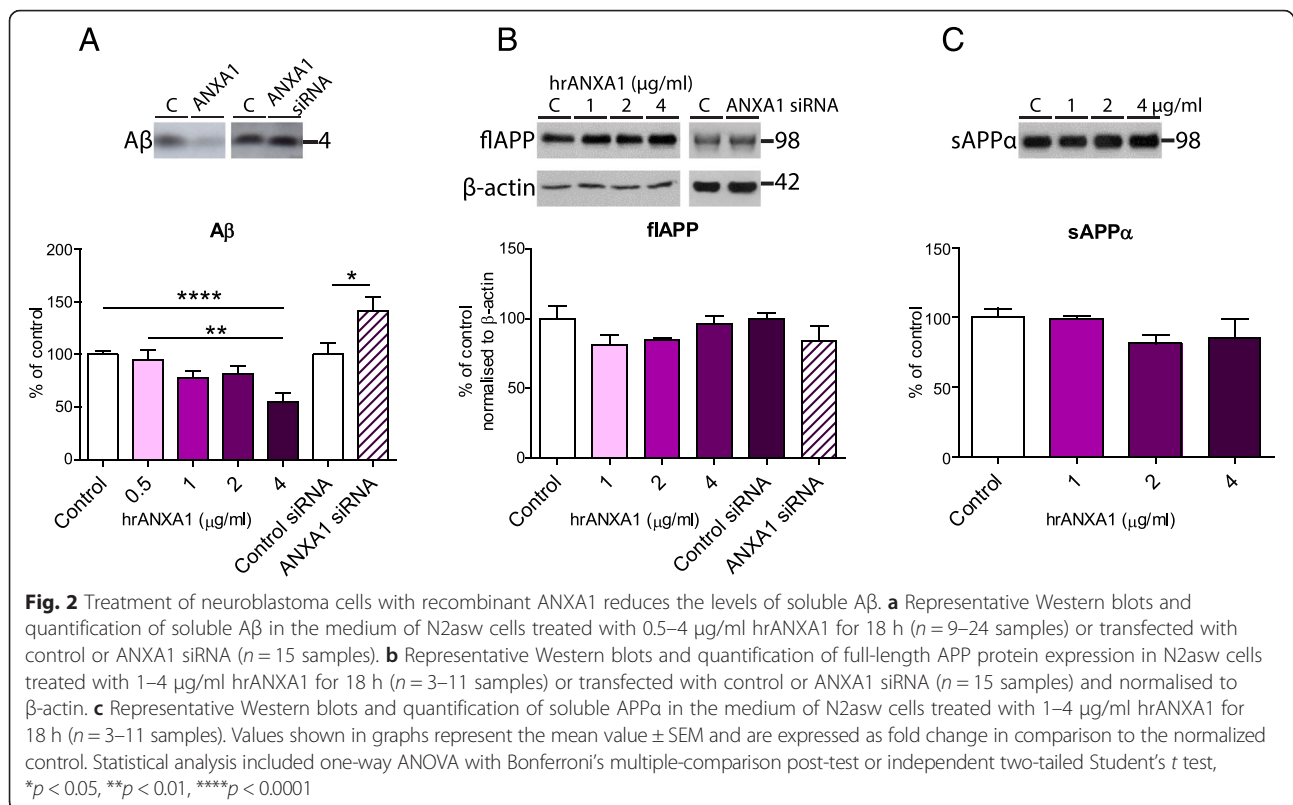 A
C
ANXA1
C
ANXA1 siRNA
Aβ
4
Aβ
% of control
200
150
100
50
0
****
**
*
Control
0.5
1
2
4
Control siRNA
ANXA1 siRNA
hrANXA1 (μg/ml)
B
hrANXA1 (μg/ml)
C
1
2
4
C
ANXA1 siRNA
flAPP
98
β-actin
42
flAPP
% of control
normalised to β-actin
150
100
50
0
Control
1
2
4
Control siRNA
ANXA1 siRNA
hrANXA1 (μg/ml)
C
C
1
2
4 μg/ml
sAPPα
98
sAPPα
% of control
150
100
50
0
Control
1
2
4
hrANXA1 (μg/ml)
Fig. 2 Treatment of neuroblastoma cells with recombinant ANXA1 reduces the levels of soluble Aβ. a Representative Western blots and
quantification of soluble Aβ in the medium of N2asw cells treated with 0.5–4 μg/ml hrANXA1 for 18 h (n = 9–24 samples) or transfected with
control or ANXA1 siRNA (n = 15 samples). b Representative Western blots and quantification of full-length APP protein expression in N2asw cells
treated with 1–4 μg/ml hrANXA1 for 18 h (n = 3–11 samples) or transfected with control or ANXA1 siRNA (n = 15 samples) and normalised to
β-actin. c Representative Western blots and quantification of soluble APPα in the medium of N2asw cells treated with 1–4 μg/ml hrANXA1 for
18 h (n = 3–11 samples). Values shown in graphs represent the mean value ± SEM and are expressed as fold change in comparison to the normalized
control. Statistical analysis included one-way ANOVA with Bonferroni's multiple-comparison post-test or independent two-tailed Student's t test,
*p < 0.05, **p < 0.01, ****p < 0.0001